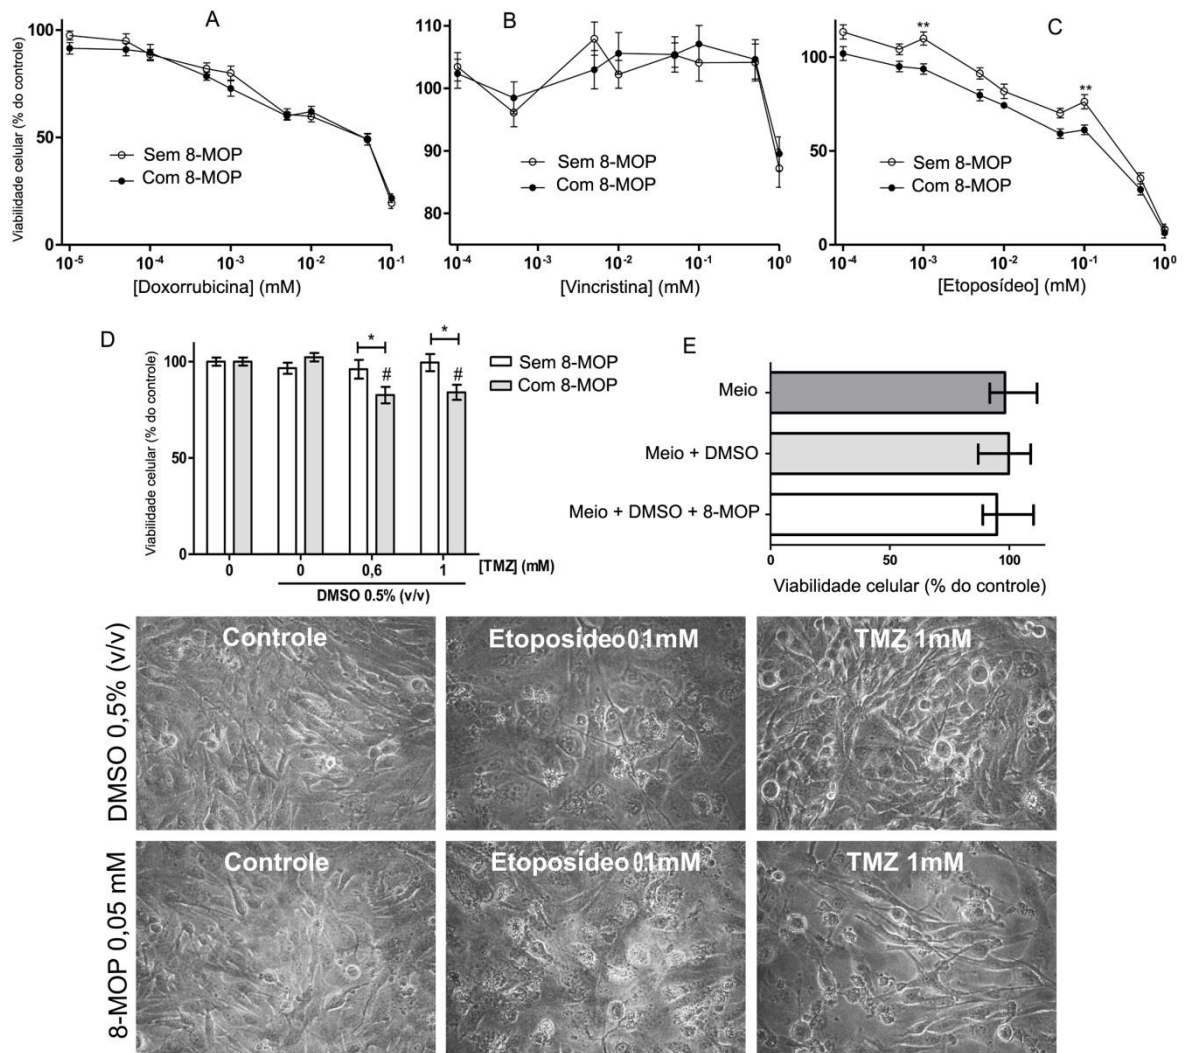 A
Viabilidade celular (% do controle)
100
50
0
Sem 8-MOP
Com 8-MOP
10-5 10-4 10-3 10-2 10-1
[Doxorrubicina] (mM)
B
110
100
90
80
Sem 8-MOP
Com 8-MOP
10-4 10-3 10-2 10-1 100
[Vincristina] (mM)
C
**
**
100
50
0
Sem 8-MOP
Com 8-MOP
10-4 10-3 10-2 10-1 100
[Etoposídeo] (mM)
D
Viabilidade celular (% do controle)
100
50
0
* *
# #
Sem 8-MOP
Com 8-MOP
0 0 0,6 1 [TMZ] (mM)
DMSO 0.5% (v/v)
E
Meio
Meio + DMSO
Meio + DMSO + 8-MOP
0 50 100
Viabilidade celular (% do controle)
DMSO 0,5% (v/v)
Controle
Etoposídeo 0.1mM
TMZ 1mM
8-MOP 0,05 mM
Controle
Etoposídeo 0.1mM
TMZ 1mM